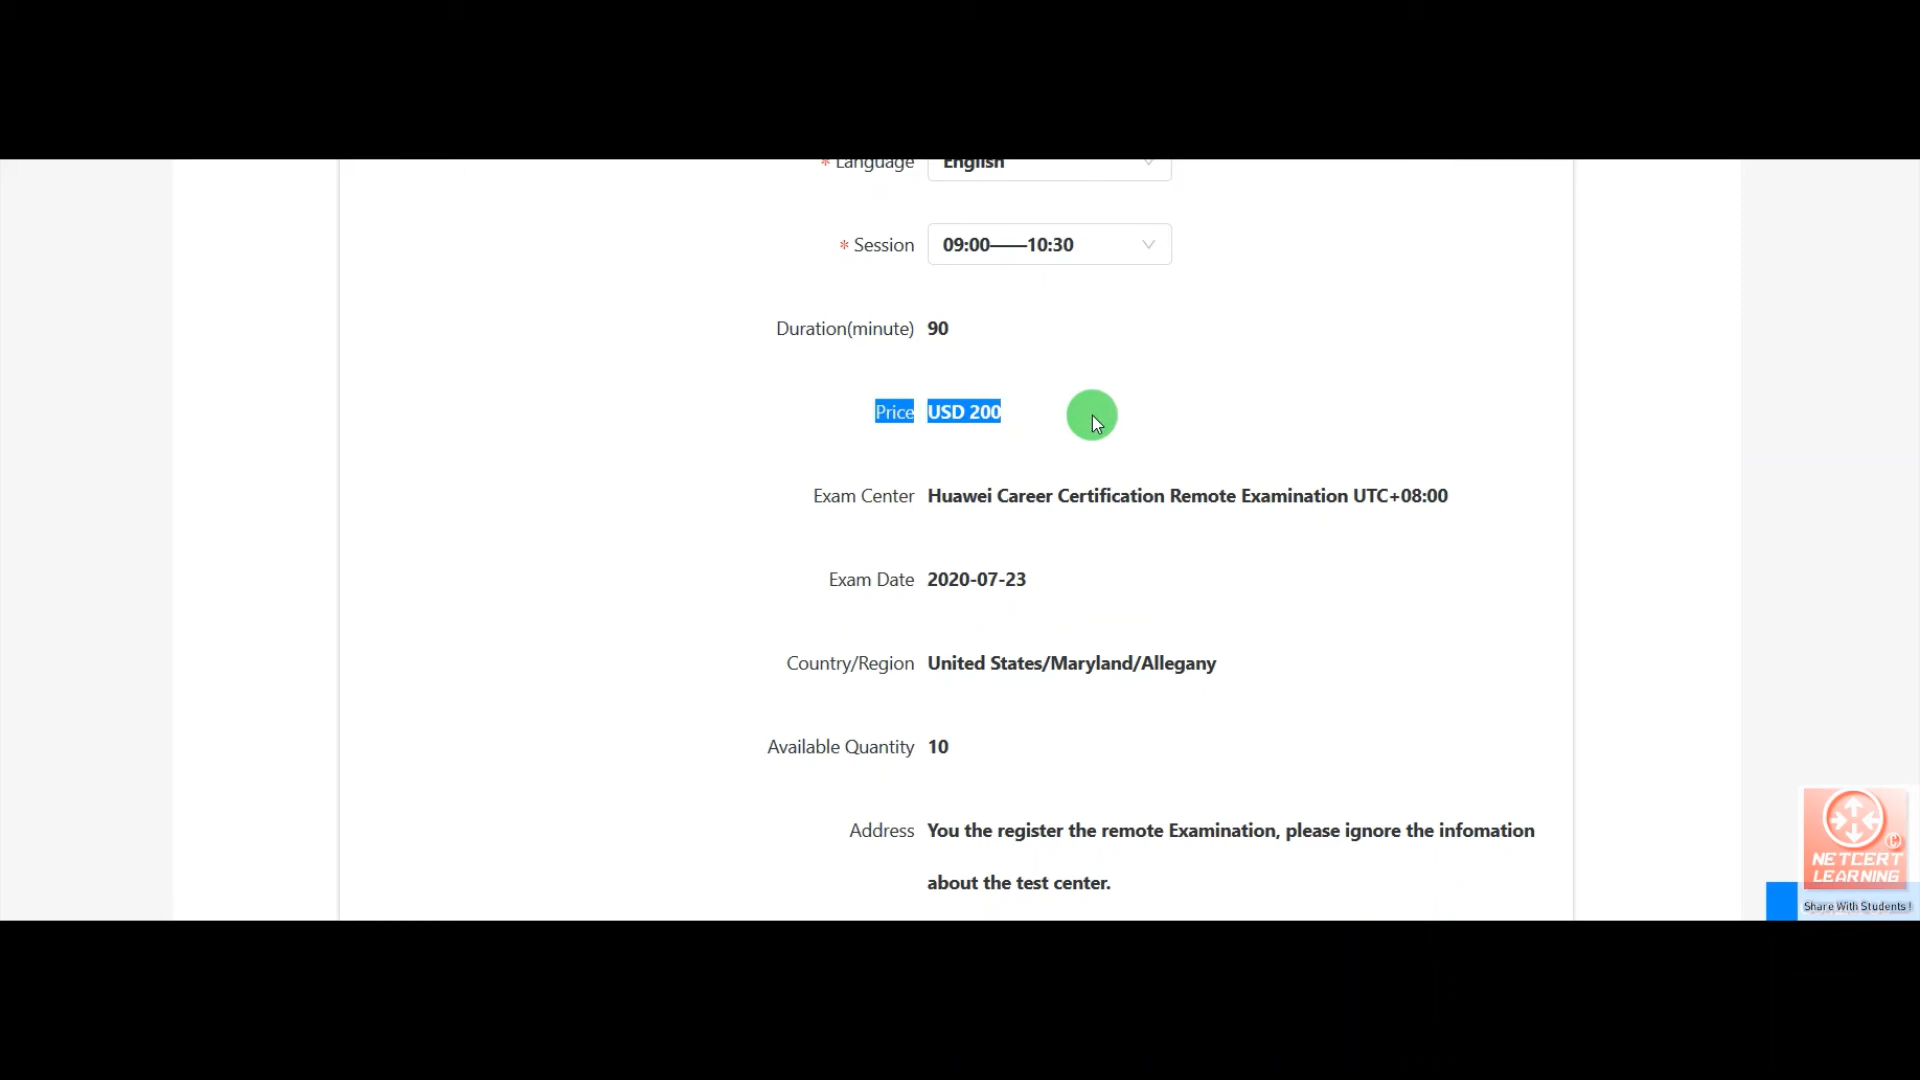 * Language English
* Session 09:00——10:30
Duration(minute) 90
Price USD 200
Exam Center Huawei Career Certification Remote Examination UTC+08:00
Exam Date 2020-07-23
Country/Region United States/Maryland/Allegany
Available Quantity 10
Address You the register the remote Examination, please ignore the infomation
about the test center.
©
NETCERT
LEARNING
Share With Students !